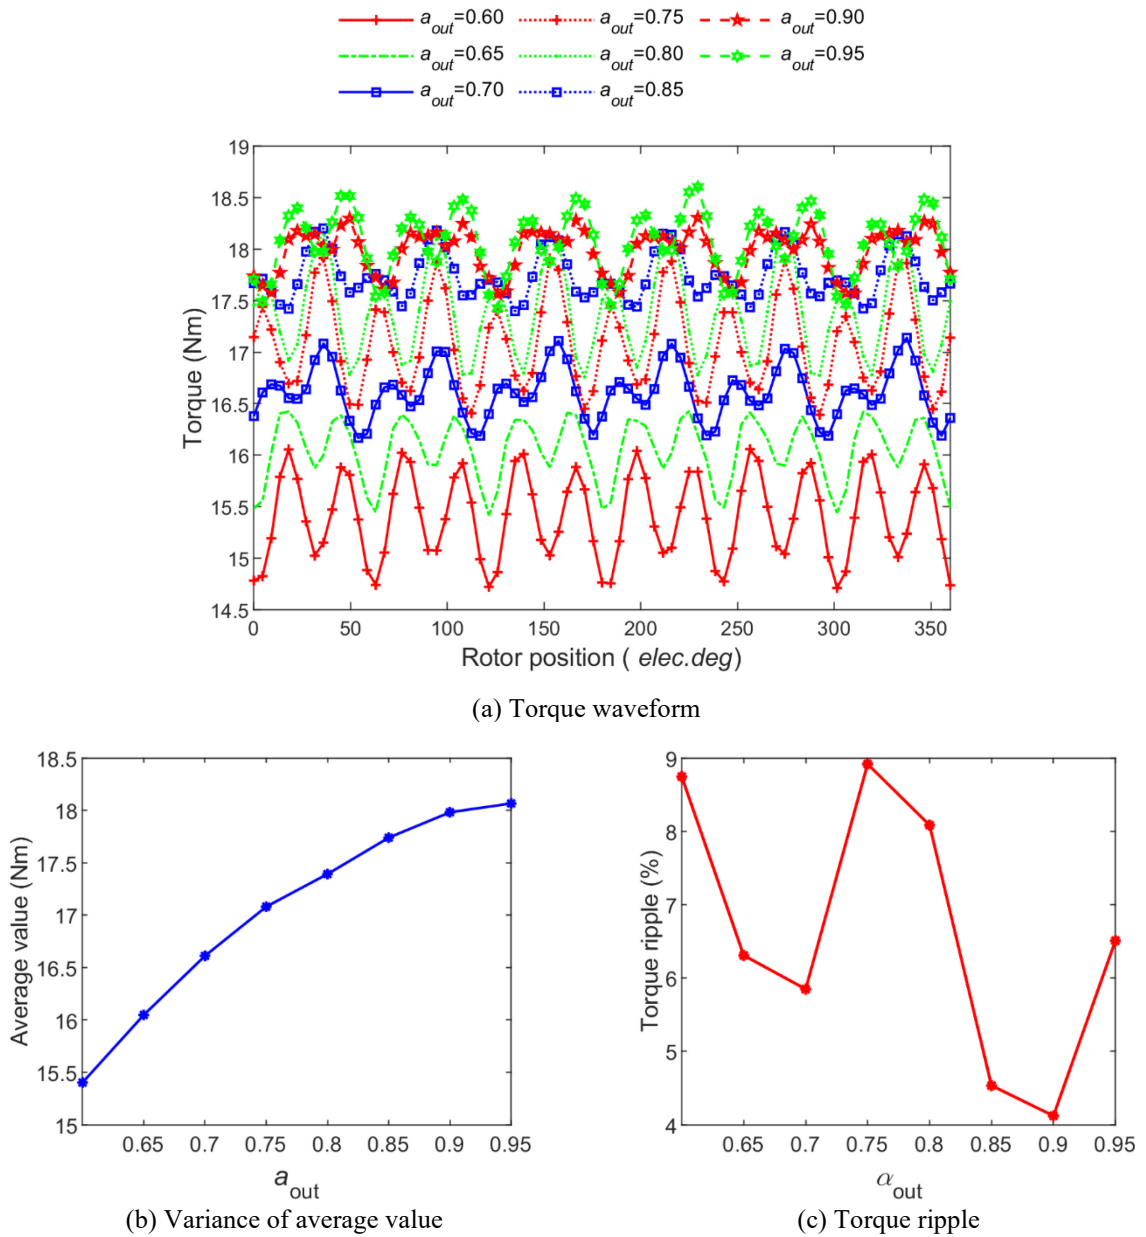 a_out=0.60 a_out=0.75 a_out=0.90
a_out=0.65 a_out=0.80 a_out=0.95
a_out=0.70 a_out=0.85
19
18.5
18
17.5
17
16.5
16
15.5
15
14.5
Torque (Nm)
0 50 100 150 200 250 300 350
Rotor position ( elec.deg)
(a) Torque waveform
18.5
18
17.5
17
16.5
16
15.5
15
Average value (Nm)
0.65 0.7 0.75 0.8 0.85 0.9 0.95
a_out
(b) Variance of average value
9
8
7
6
5
4
Torque ripple (%)
0.65 0.7 0.75 0.8 0.85 0.9 0.95
α_out
(c) Torque ripple